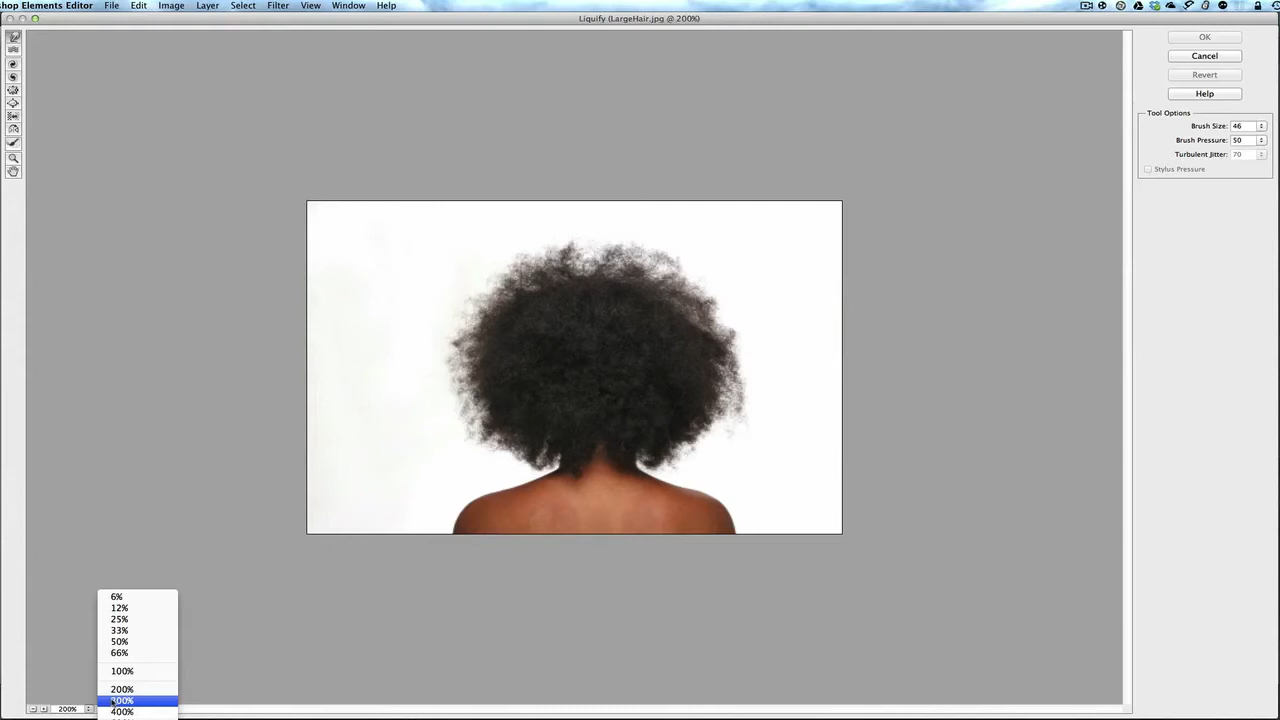 shop Elements Editor File Edit Image Layer Select Filter View Window Help
Liquify (LargeHair.jpg @ 200%)
OK
Cancel
Revert
Help
Tool Options
Brush Size: 46
Brush Pressure: 50
Turbulent Jitter: 70
Stylus Pressure
6%
12%
25%
33%
50%
66%
100%
200%
300%
400%
200%